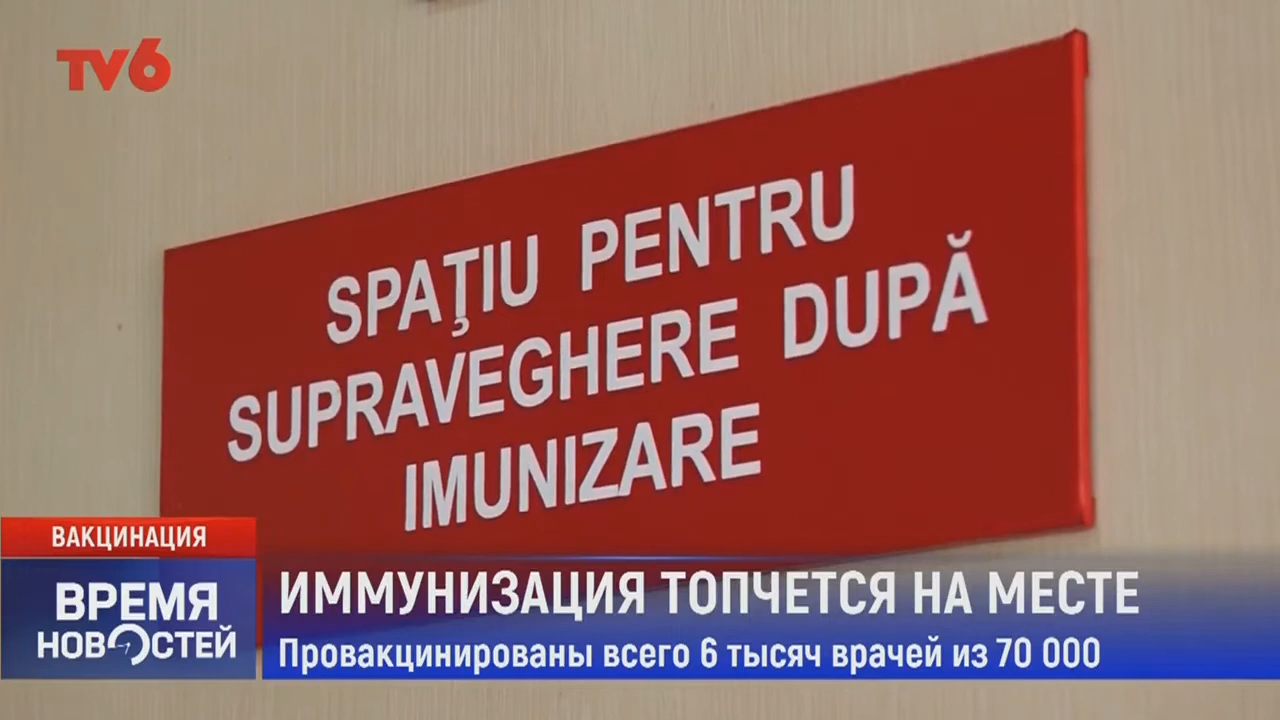 TV6
SPAŢIU PENTRU
SUPRAVEGHERE DUPĂ
IMUNIZARE
ВАКЦИНАЦИЯ
ВРЕМЯ
НОВОСТЕЙ
ИММУНИЗАЦИЯ ТОПЧЕТСЯ НА МЕСТЕ
Провакцинированы всего 6 тысяч врачей из 70 000